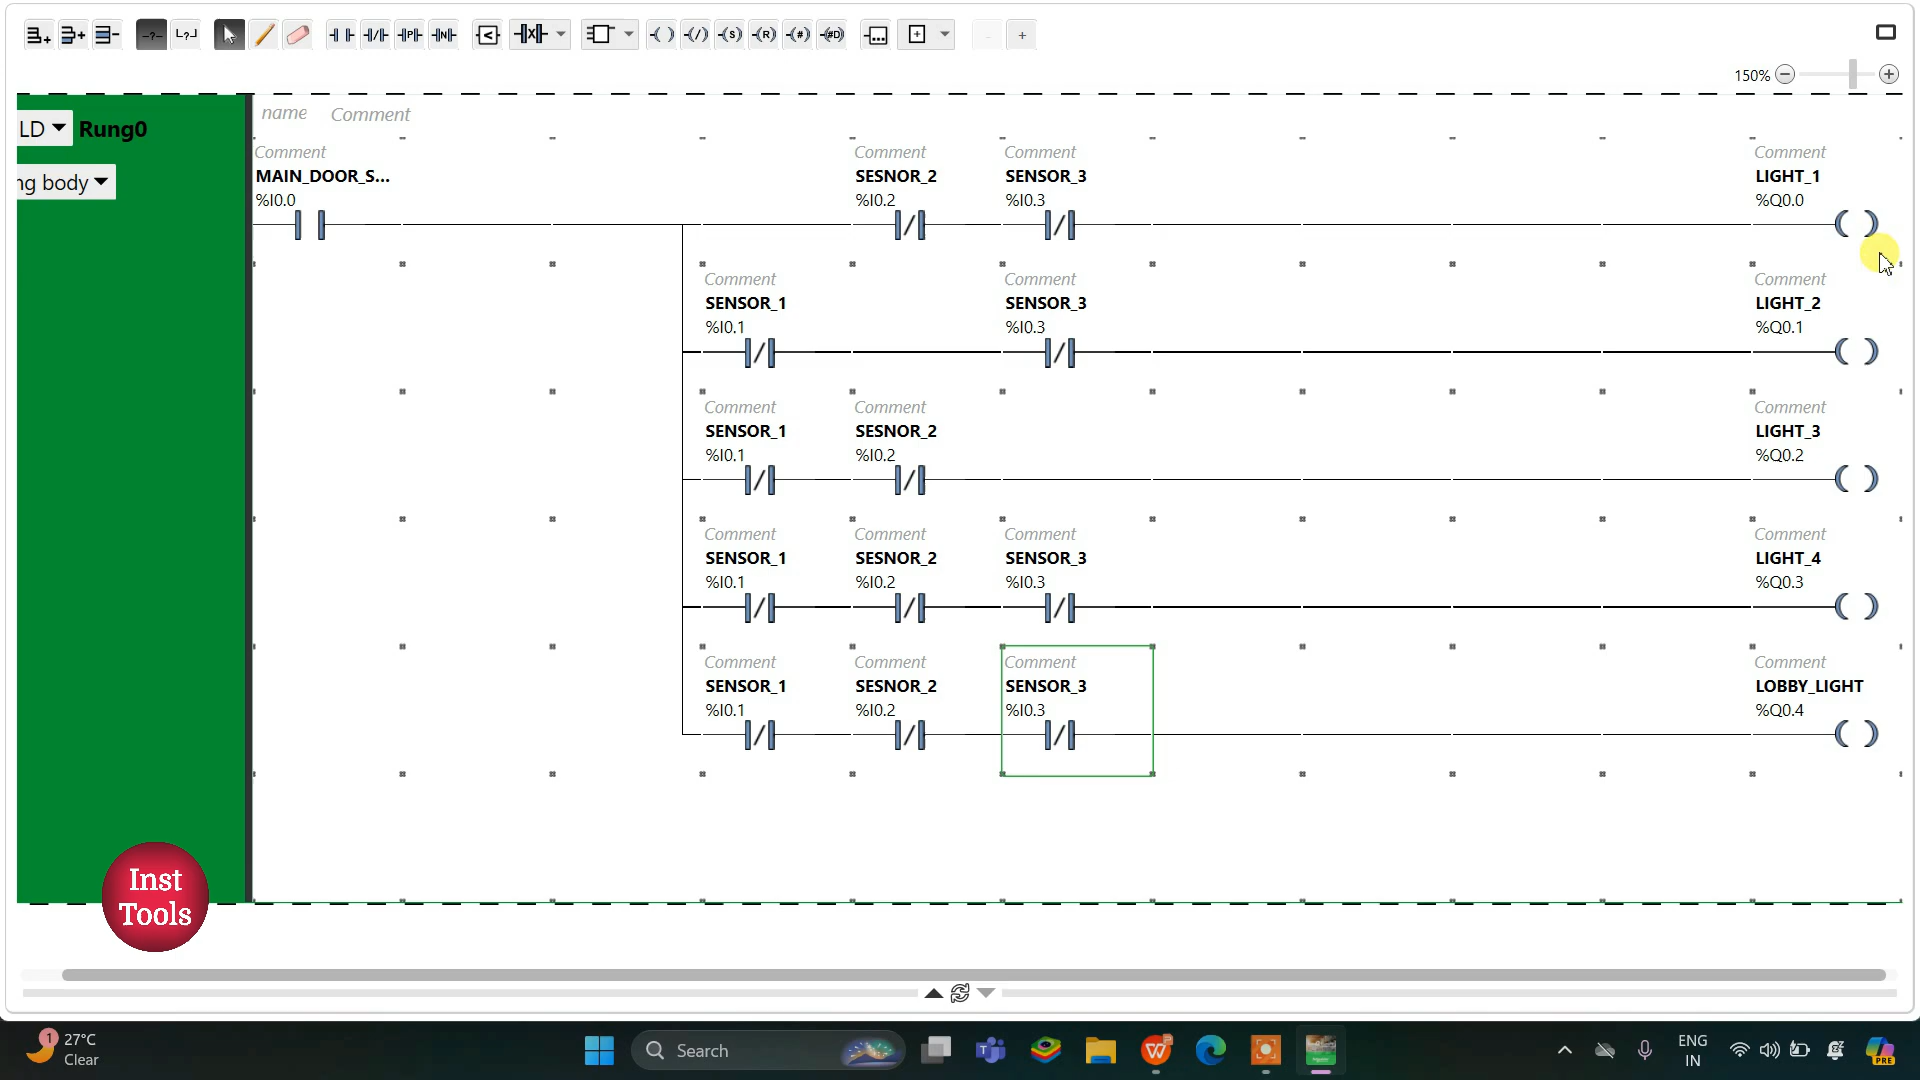 150%
LD Rung0 name Comment
ng body
Comment Comment Comment Comment
MAIN_DOOR_S... SESNOR_2 SENSOR_3 LIGHT_1
%I0.0 %I0.2 %I0.3 %Q0.0
Comment Comment Comment
SENSOR_1 SENSOR_3 LIGHT_2
%I0.1 %I0.3 %Q0.1
Comment Comment Comment
SENSOR_1 SESNOR_2 LIGHT_3
%I0.1 %I0.2 %Q0.2
Comment Comment Comment Comment
SENSOR_1 SESNOR_2 SENSOR_3 LIGHT_4
%I0.1 %I0.2 %I0.3 %Q0.3
Comment Comment Comment Comment
SENSOR_1 SESNOR_2 SENSOR_3 LOBBY_LIGHT
%I0.1 %I0.2 %I0.3 %Q0.4
Inst
Tools
1 27°C
Clear
Search
ENG
IN
PRE